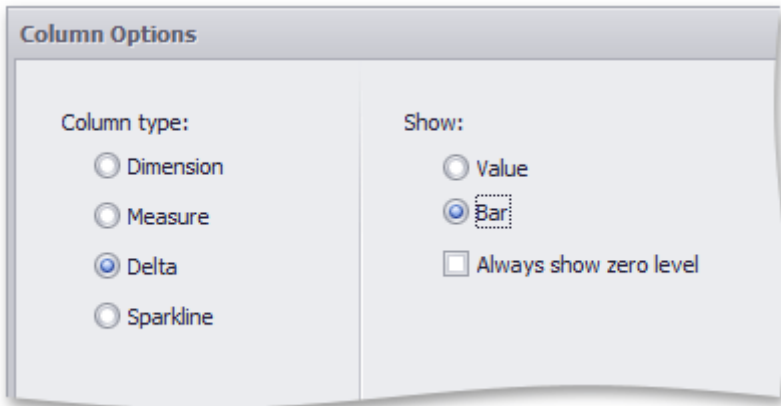 Column Options
Column type:
Dimension
Measure
Delta
Sparkline
Show:
Value
Bar
Always show zero level